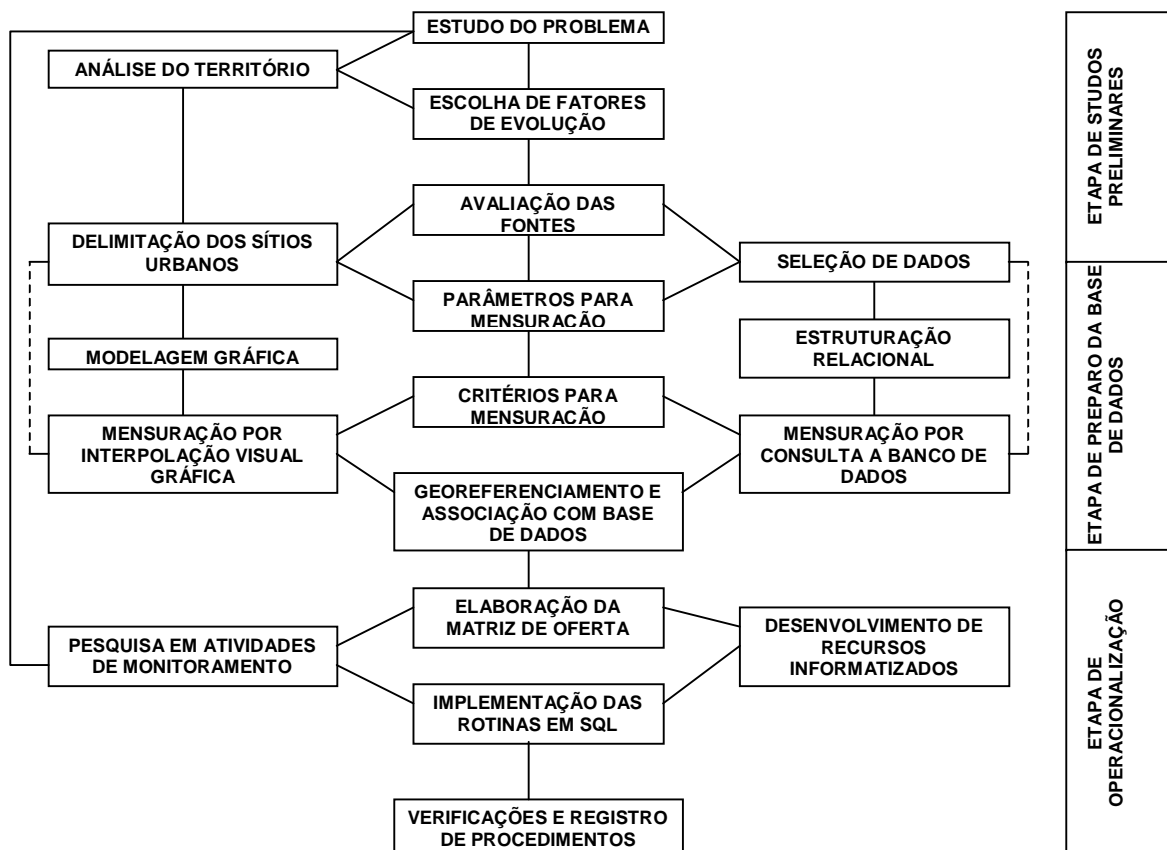 ESTUDO DO PROBLEMA
ANÁLISE DO TERRITÓRIO
ESCOLHA DE FATORES
DE EVOLUÇÃO
AVALIAÇÃO DAS
FONTES
DELIMITAÇÃO DOS SÍTIOS
URBANOS
SELEÇÃO DE DADOS
PARÂMETROS PARA
MENSURAÇÃO
ESTRUTURAÇÃO
RELACIONAL
MODELAGEM GRÁFICA
CRITÉRIOS PARA
MENSURAÇÃO
MENSURAÇÃO POR
INTERPOLAÇÃO VISUAL
GRÁFICA
MENSURAÇÃO POR
CONSULTA A BANCO DE
DADOS
GEOREFERENCIAMENTO E
ASSOCIAÇÃO COM BASE
DE DADOS
ELABORAÇÃO DA
MATRIZ DE OFERTA
PESQUISA EM ATIVIDADES
DE MONITORAMENTO
DESENVOLVIMENTO DE
RECURSOS
INFORMATIZADOS
IMPLEMENTAÇÃO DAS
ROTINAS EM SQL
VERIFICAÇÕES E REGISTRO
DE PROCEDIMENTOS
ETAPA DE STUDOS
PRELIMINARES
ETAPA DE PREPARO DA BASE
DE DADOS
ETAPA DE
OPERACIONALIZAÇÃO